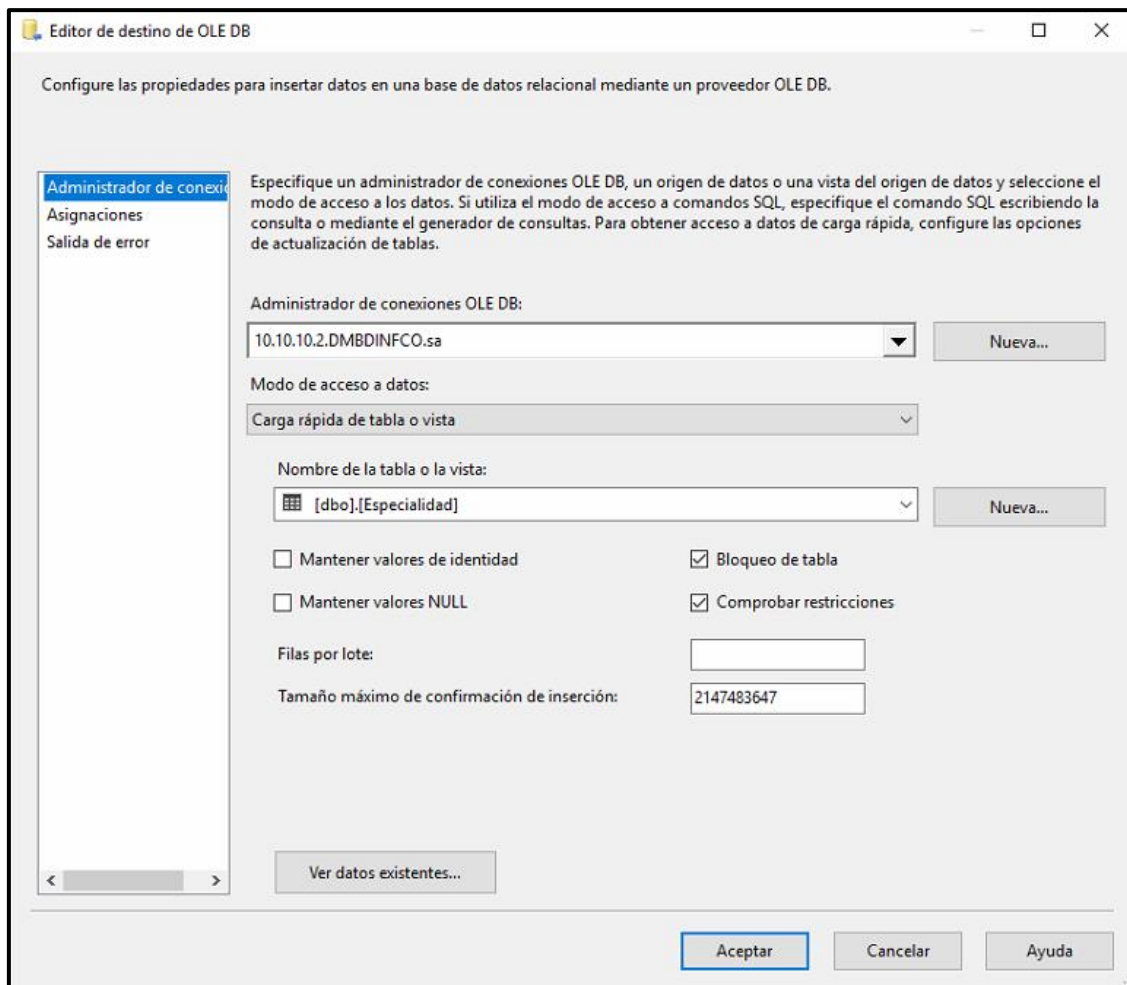 Editor de destino de OLE DB
Configure las propiedades para insertar datos en una base de datos relacional mediante un proveedor OLE DB.
Administrador de conexio
Asignaciones
Salida de error
Especifique un administrador de conexiones OLE DB, un origen de datos o una vista del origen de datos y seleccione el
modo de acceso a los datos. Si utiliza el modo de acceso a comandos SQL, especifique el comando SQL escribiendo la
consulta o mediante el generador de consultas. Para obtener acceso a datos de carga rápida, configure las opciones
de actualización de tablas.
Administrador de conexiones OLE DB:
10.10.10.2.DMBDINFCO.sa
Nueva...
Modo de acceso a datos:
Carga rápida de tabla o vista
Nombre de la tabla o la vista:
[dbo].[Especialidad]
Nueva...
Mantener valores de identidad
Bloqueo de tabla
Mantener valores NULL
Comprobar restricciones
Filas por lote:
Tamaño máximo de confirmación de inserción:
2147483647
Ver datos existentes...
Aceptar
Cancelar
Ayuda